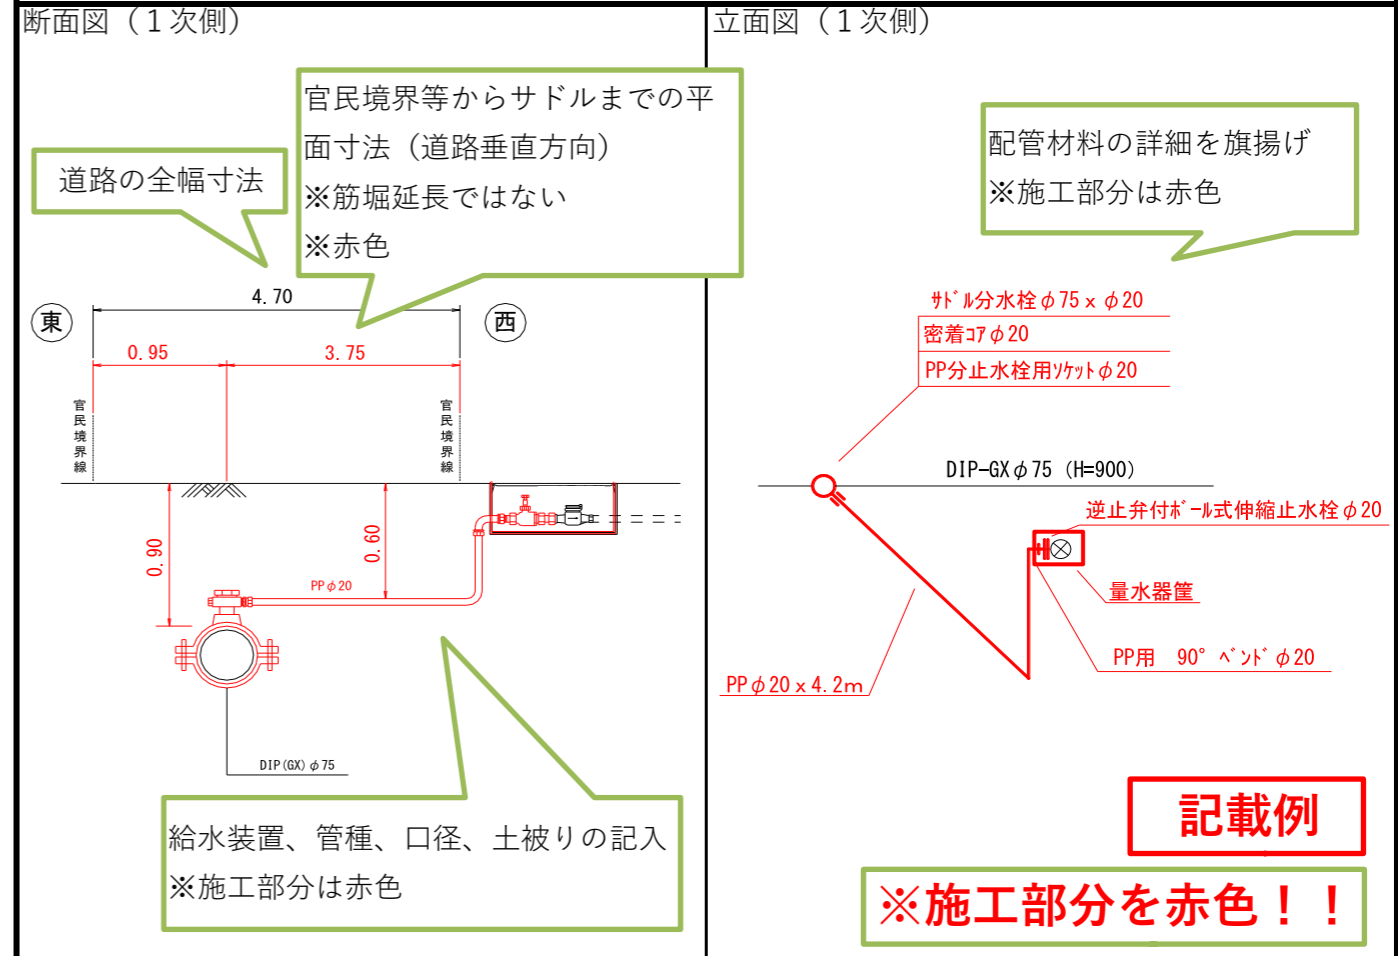 断面図（１次側）
官民境界等からサドルまでの平
面寸法（道路垂直方向）
※筋堀延長ではない
※赤色
道路の全幅寸法
4.70
東
西
0.95
3.75
官民境界線
官民境界線
0.90
0.60
PPφ20
DIP(GX)φ75
給水装置、管種、口径、土被りの記入
※施工部分は赤色
立面図（１次側）
配管材料の詳細を旗揚げ
※施工部分は赤色
ｻﾄﾞﾙ分水栓φ75ｘφ20
密着ｺｱφ20
PP分止水栓用ｿｹｯﾄφ20
DIP-GXφ75 (H=900)
逆止弁付ﾎﾞｰﾙ式伸縮止水栓φ20
量水器筐
PP用 90°ﾍﾞﾝﾄﾞφ20
PPφ20ｘ4.2m
記載例
※施工部分を赤色！！